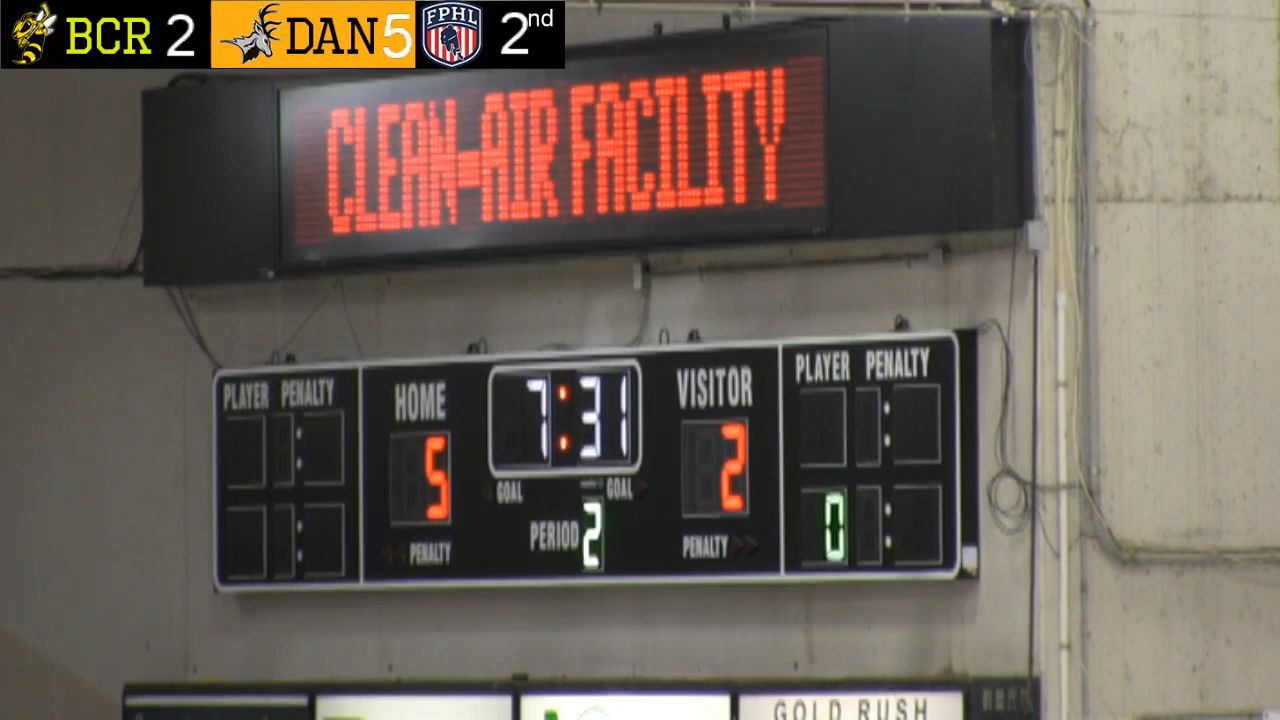 BCR 2 DAN 5 FPHL 2nd
CLEAN-AIR FACILITY
PLAYER PENALTY
HOME
7:31
VISITOR
PLAYER PENALTY
5
2
GOAL GOAL
PERIOD 2
PENALTY
PENALTY
0
GOLD RUSH